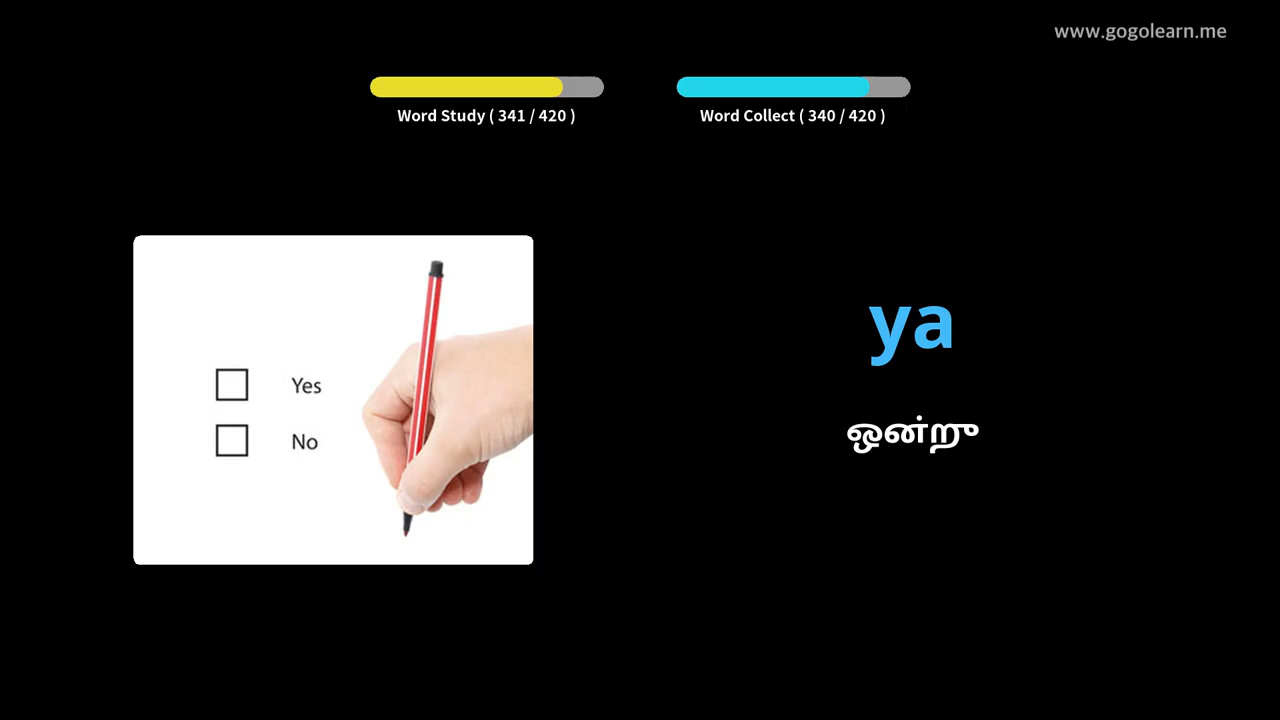 www.gogolearn.me
Word Study ( 341 / 420 )
Word Collect ( 340 / 420 )
Yes
No
ya
ஒன்று